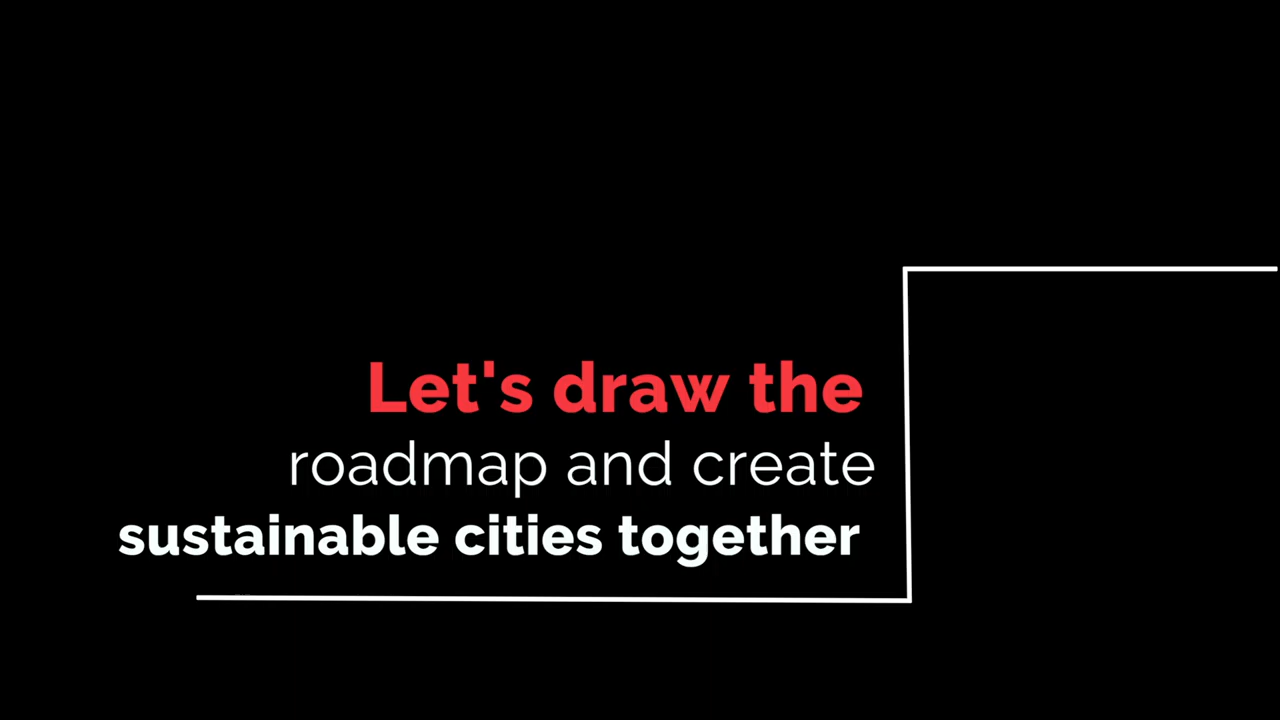 Let's draw the
roadmap and create
sustainable cities together